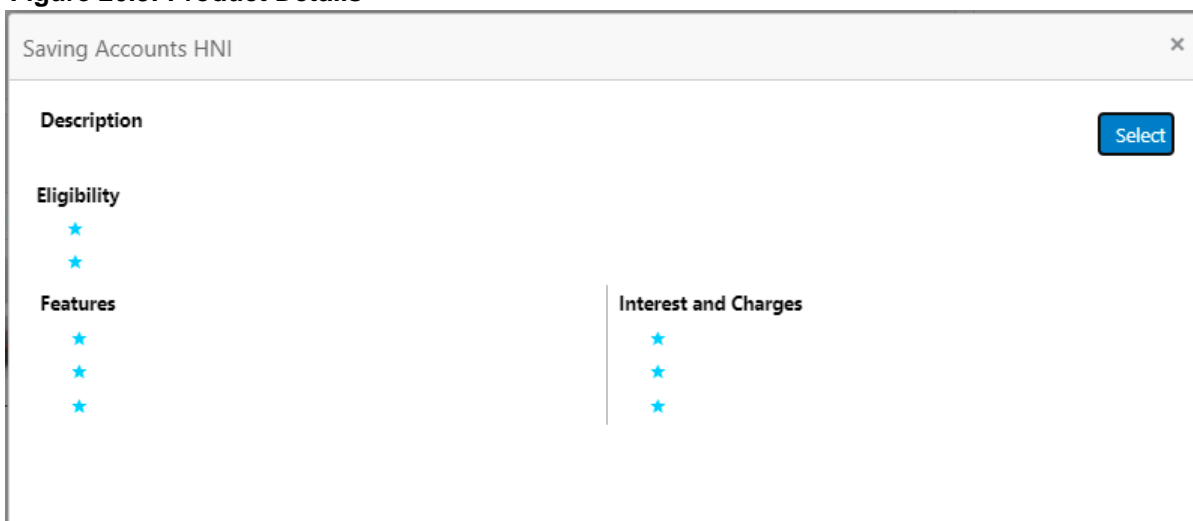 Saving Accounts HNI
×
Description
Select
Eligibility
Features
Interest and Charges